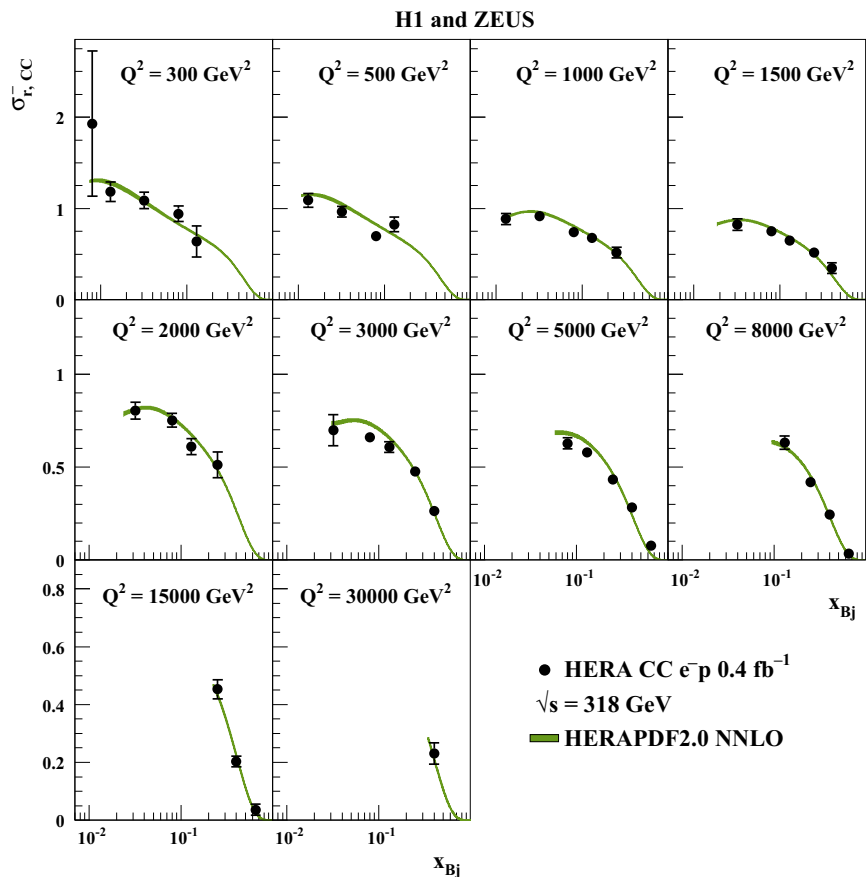 H1 and ZEUS
σ⁻r, CC
Q² = 300 GeV²
Q² = 500 GeV²
Q² = 1000 GeV²
Q² = 1500 GeV²
2
1
0
Q² = 2000 GeV²
Q² = 3000 GeV²
Q² = 5000 GeV²
Q² = 8000 GeV²
1
0.5
0
10⁻² 10⁻¹ 10⁻² 10⁻¹
xBj
Q² = 15000 GeV²
Q² = 30000 GeV²
0.8
0.6
0.4
0.2
0
10⁻² 10⁻¹ 10⁻² 10⁻¹
xBj
HERA CC e⁻p 0.4 fb⁻¹
√s = 318 GeV
HERAPDF2.0 NNLO